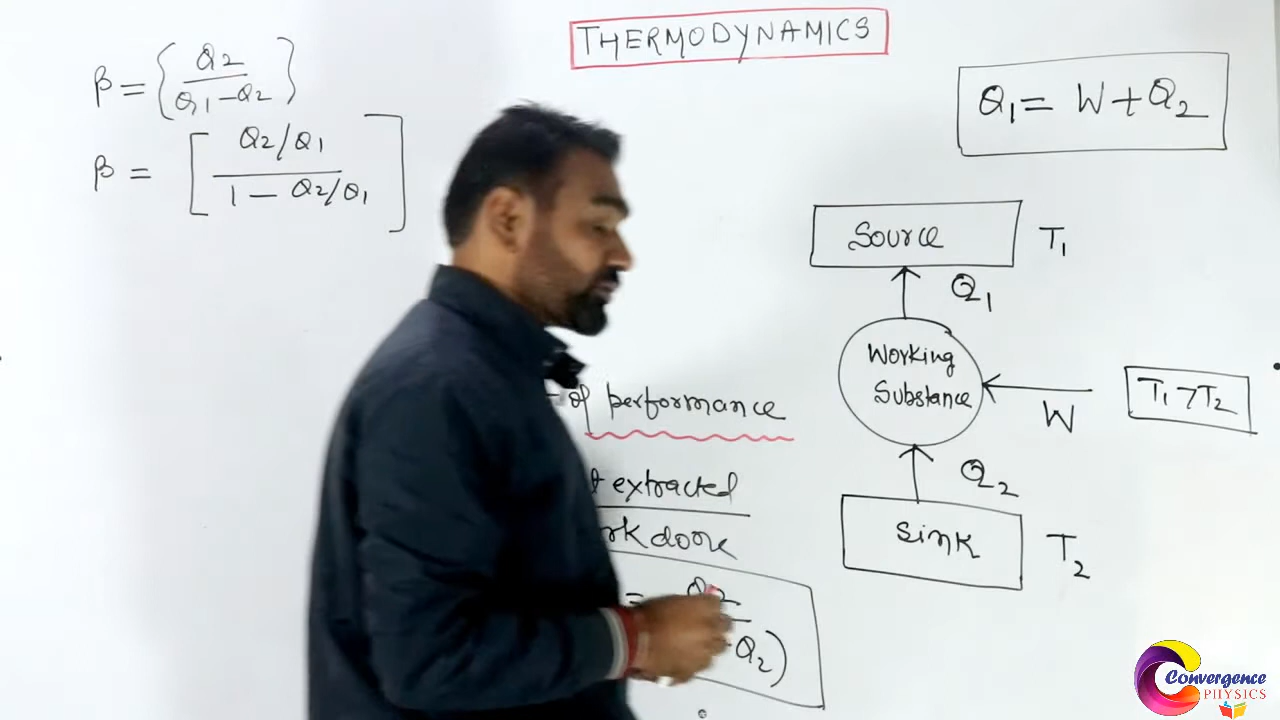 THERMODYNAMICS
β = { Q2 / Q1 - Q2 }
β = [ Q2/Q1 / 1 - Q2/Q1 ]
Q1 = W + Q2
Source T1
Q1
Working
Substance
W
T1 > T2
Q2
Sink T2
of performance
extracted
done
= Q2
Q2)
Convergence
PHYSICS